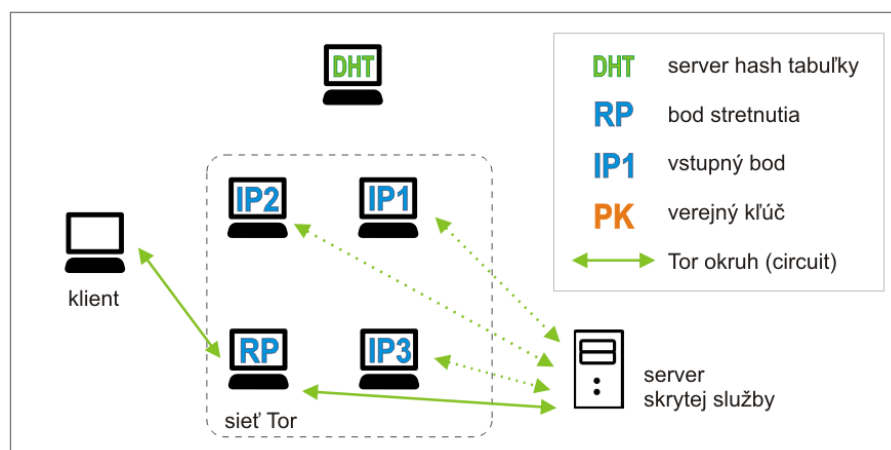 DHT
DHT server hash tabuľky
RP bod stretnutia
IP1 vstupný bod
PK verejný kľúč
Tor okruh (circuit)
IP2
IP1
klient
RP
IP3
sieť Tor
server
skrytej služby